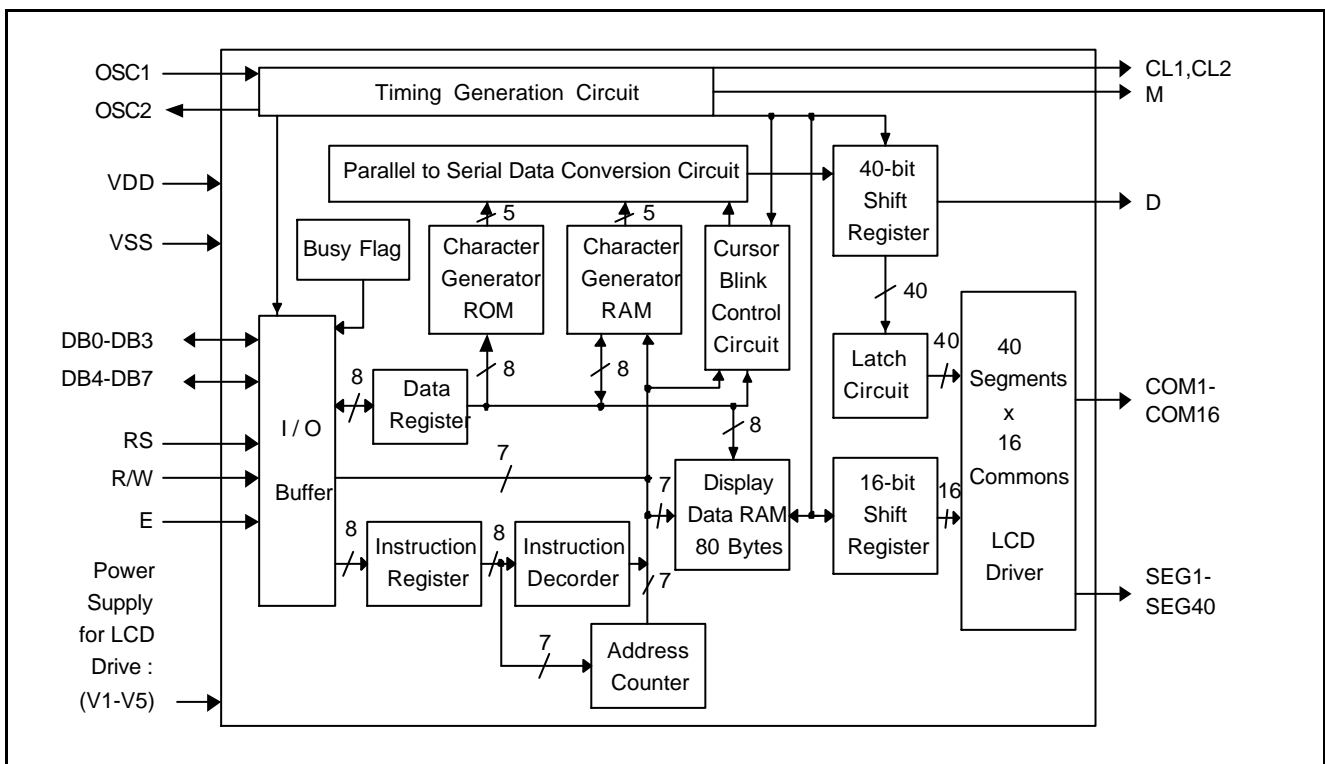 OSC1
OSC2
VDD
VSS
DB0-DB3
DB4-DB7
RS
R/W
E
Power
Supply
for LCD
Drive :
(V1-V5)
Timing Generation Circuit
CL1,CL2
M
Parallel to Serial Data Conversion Circuit
40-bit
Shift
Register
D
5
5
Busy Flag
Character
Generator
ROM
Character
Generator
RAM
Cursor
Blink
Control
Circuit
40
8
8
Latch
Circuit
40
40
Segments
x
16
Commons
LCD
Driver
COM1-
COM16
SEG1-
SEG40
I / O
Buffer
8
Data
Register
8
7
7
Display
Data RAM
80 Bytes
16-bit
Shift
Register
16
8
Instruction
Register
8
Instruction
Decorder
7
7
Address
Counter